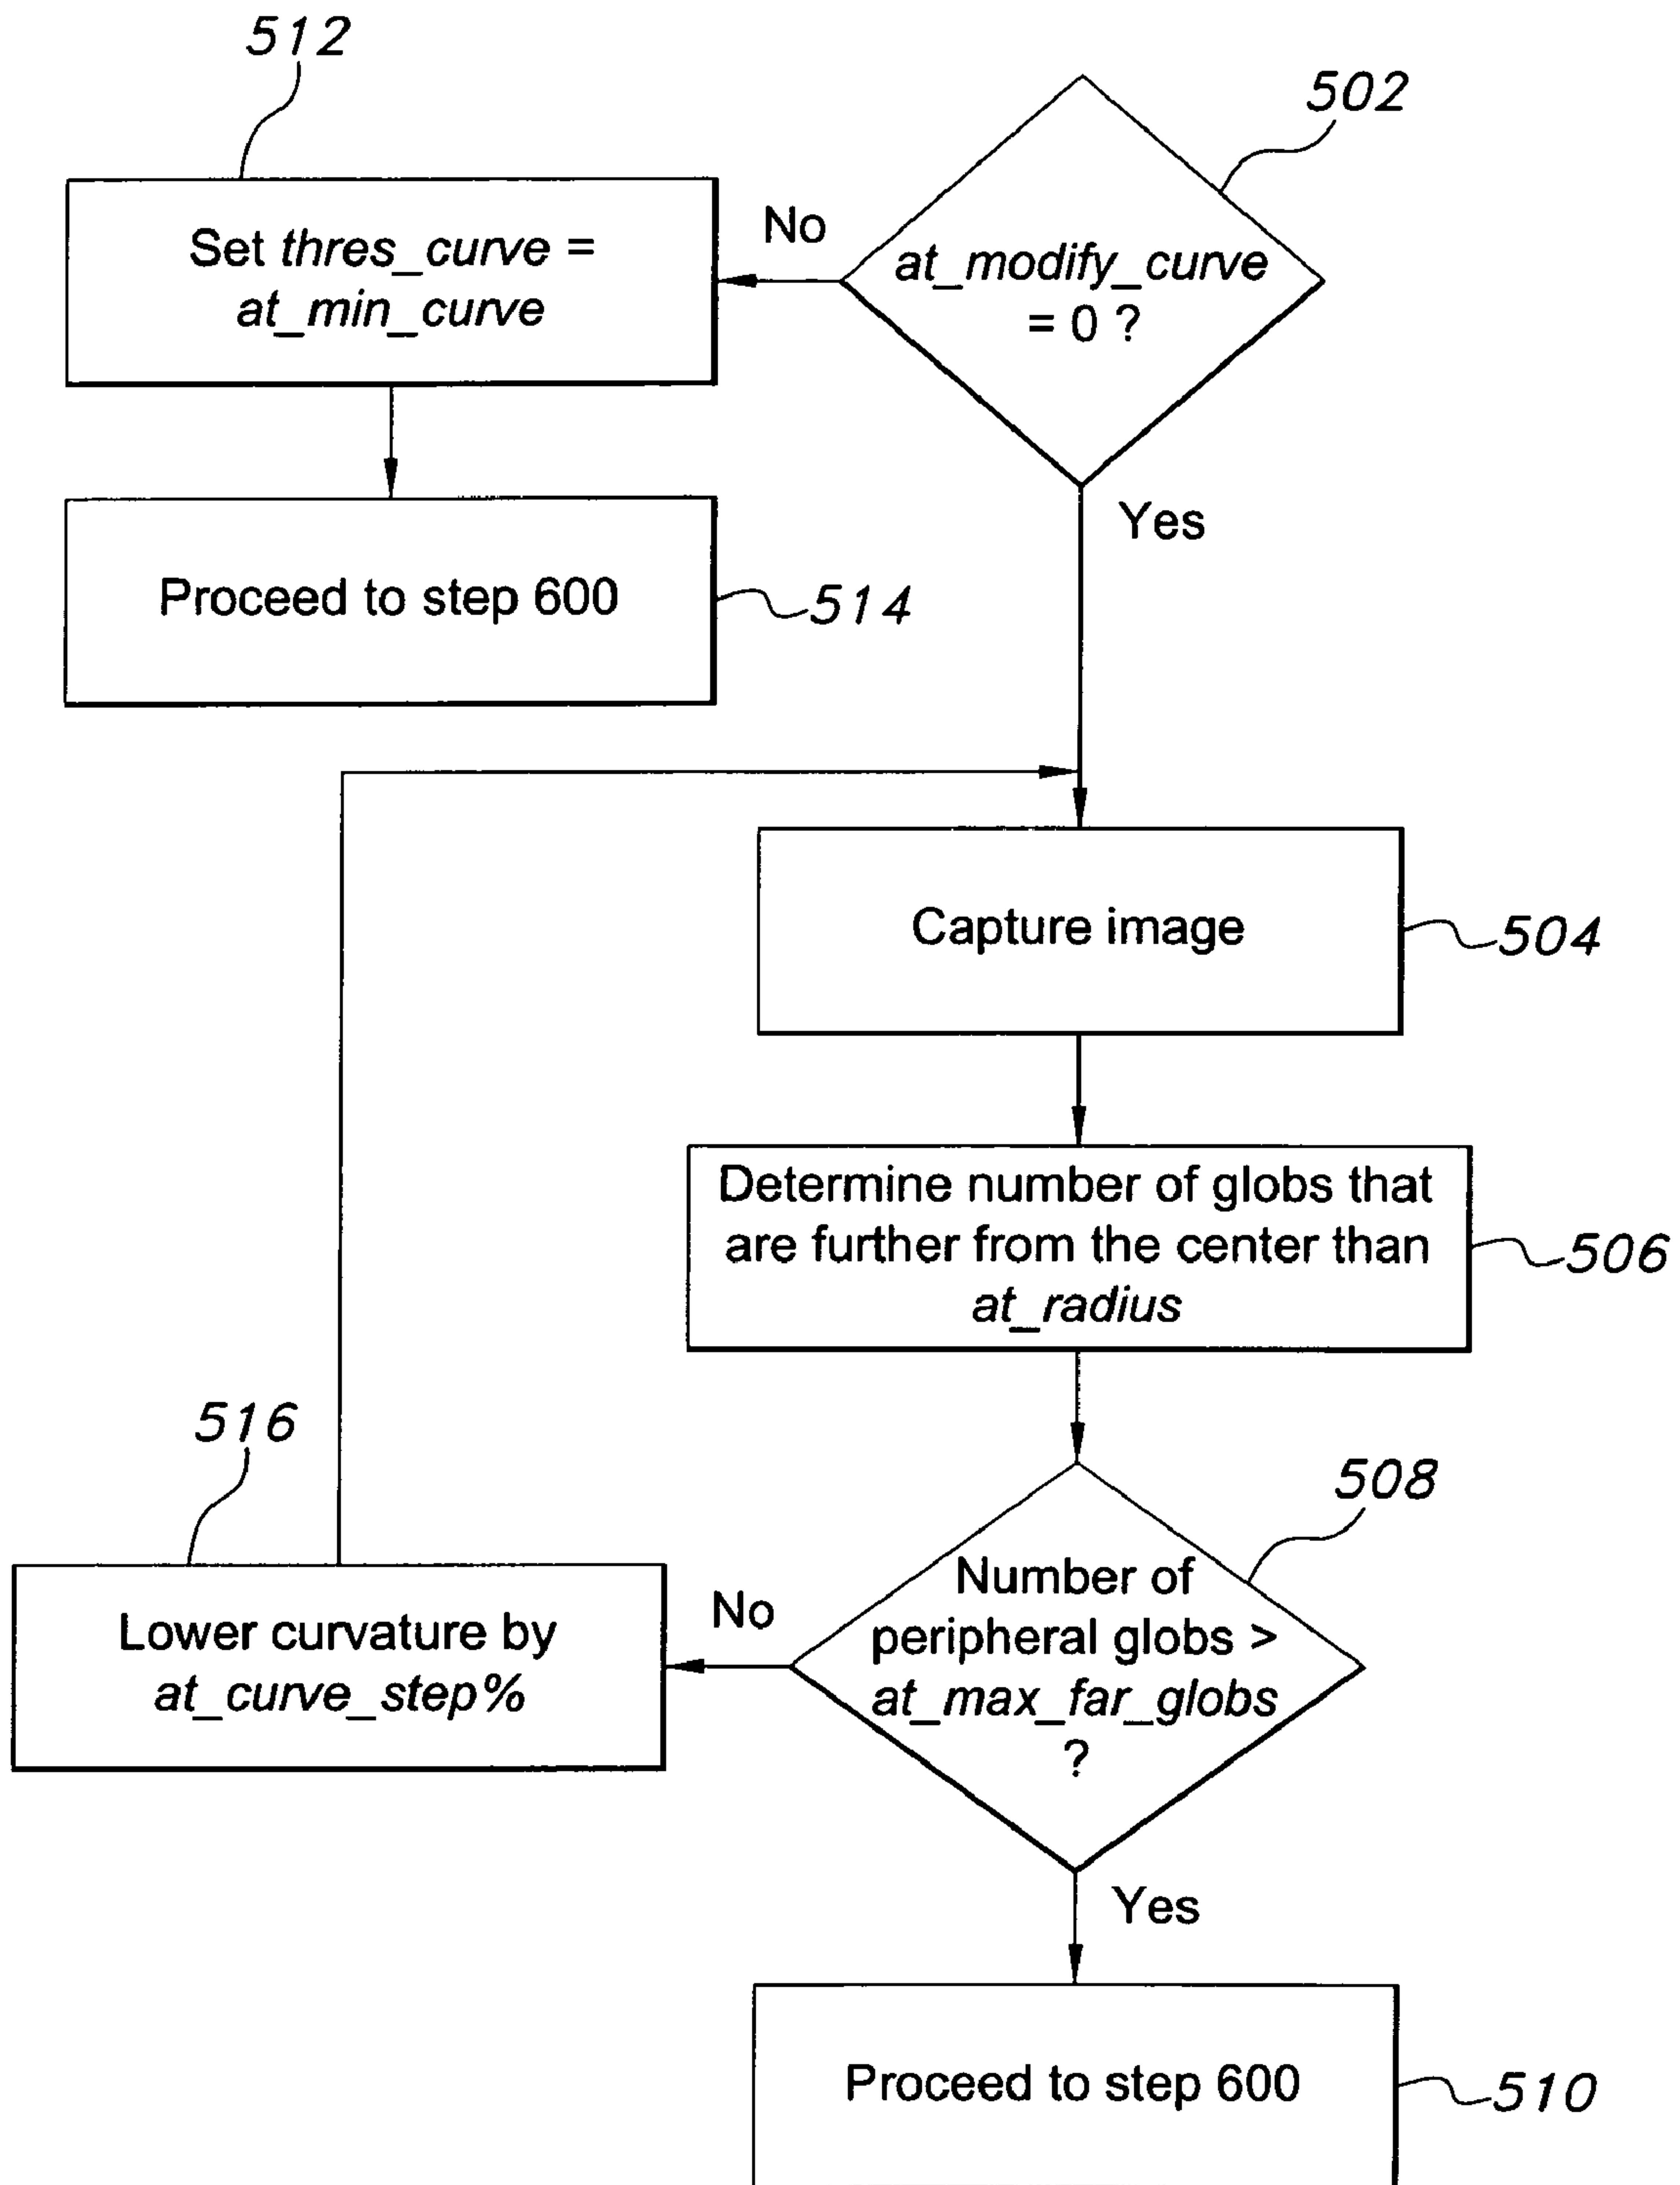 512
502
Set thres_curve =
at_min_curve
No
at_modify_curve
= 0 ?
Yes
Proceed to step 600
514
Capture image
504
Determine number of globs that
are further from the center than
at_radius
506
516
508
Lower curvature by
at_curve_step%
No
Number of
peripheral globs >
at_max_far_globs
?
Yes
Proceed to step 600
510